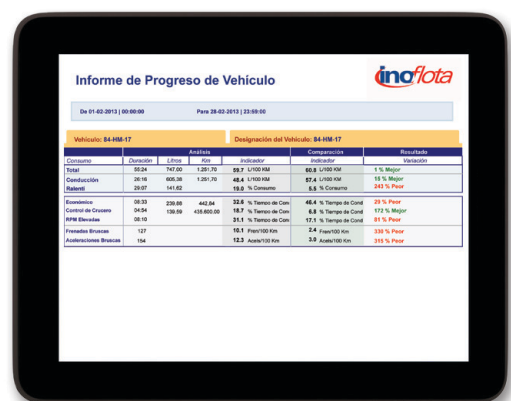 Informe de Progreso de Vehículo
inoflota
De 01-02-2013 | 00:00:00 Para 28-02-2013 | 23:59:00
Vehículo: 84-HM-17 Designación del Vehículo: 84-HM-17
Análisis Comparación Resultado
Consumo Duración Litros Km Indicador Indicador Variación
Total 55:24 747,00 1.251,70 59.7 L/100 KM 60.8 L/100 KM 1 % Mejor
Conducción 26:16 605,38 1.251,70 48.4 L/100 KM 57.4 L/100 KM 15 % Mejor
Ralenti 29:07 141,62 19.0 % Consumo 5.5 % Consumo 243 % Peor
Económico 08:33 239,88 442,84 32.6 % Tiempo de Con 46.4 % Tiempo de Cond 29 % Peor
Control de Crucero 04:54 139,59 435.600,00 18.7 % Tiempo de Con 6.8 % Tiempo de Cond 172 % Mejor
RPM Elevadas 08:10 31.1 % Tiempo de Con 17.1 % Tiempo de Cond 81 % Peor
Frenadas Bruscas 127 10.1 Fren/100 Km 2.4 Fren/100 Km 330 % Peor
Aceleraciones Bruscas 154 12.3 Acels/100 Km 3.0 Acels/100 Km 315 % Peor